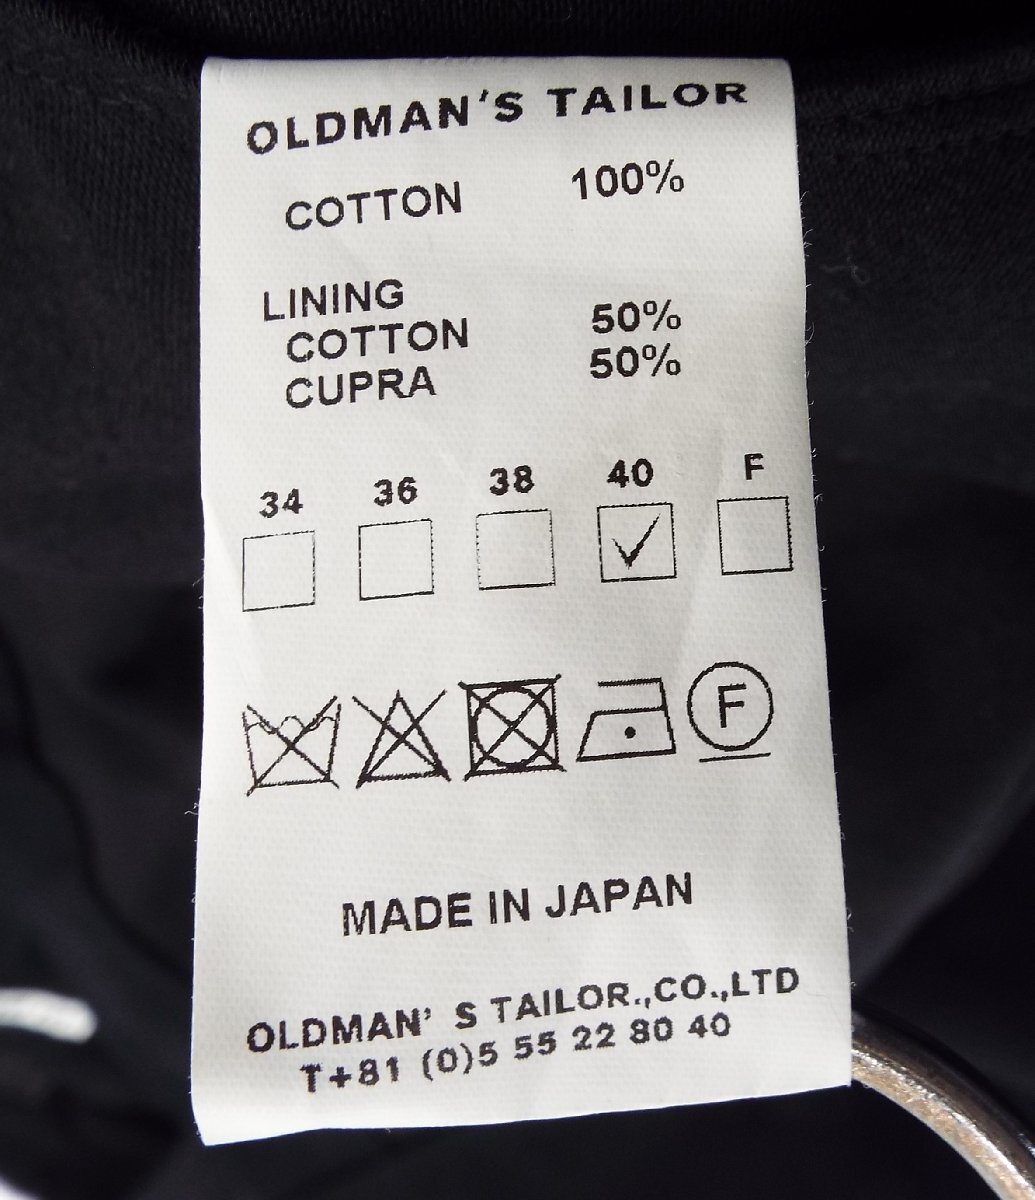 OLDMAN'S TAILOR
COTTON 100%
LINING
COTTON 50%
CUPRA 50%
34 36 38 40 F
F
MADE IN JAPAN
OLDMAN' S TAILOR.,CO.,LTD
T+81 (0)5 55 22 80 40